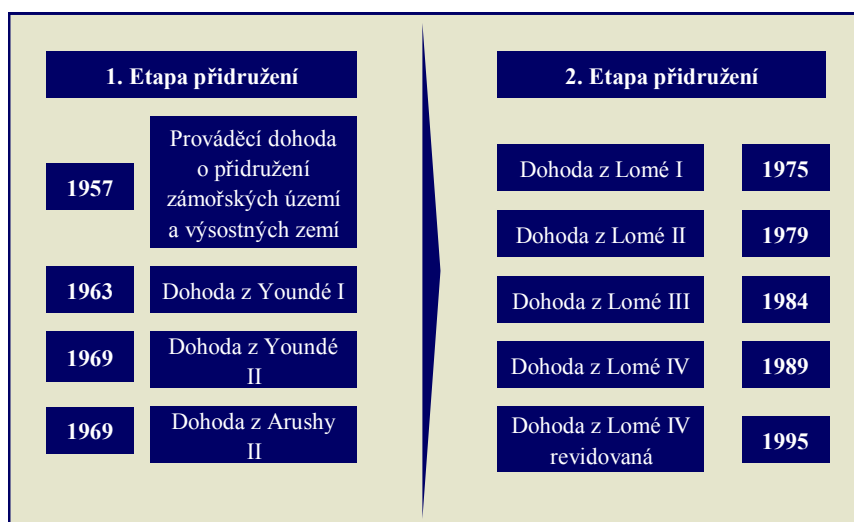 1. Etapa přidružení
1957
Prováděcí dohoda
o přidružení
zámořských území
a výsostných zemí
1963
Dohoda z Youndé I
1969
Dohoda z Youndé
II
1969
Dohoda z Arushy
II
2. Etapa přidružení
Dohoda z Lomé I
1975
Dohoda z Lomé II
1979
Dohoda z Lomé III
1984
Dohoda z Lomé IV
1989
Dohoda z Lomé IV
revidovaná
1995